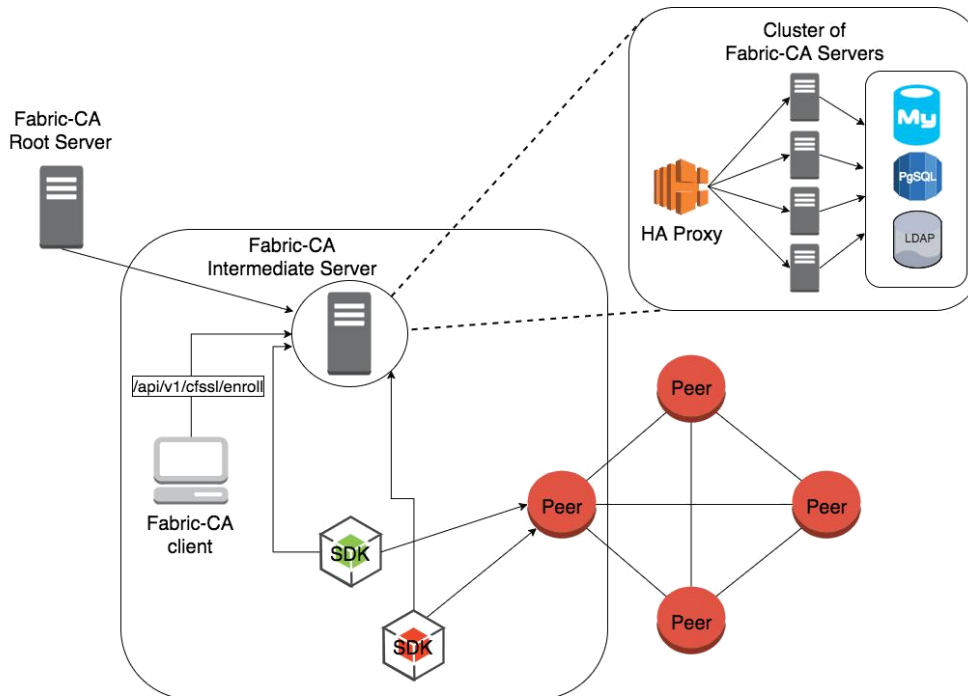 Cluster of
Fabric-CA Servers
My
PgSQL
LDAP
HA Proxy
Fabric-CA
Root Server
Fabric-CA
Intermediate Server
/api/v1/cfssl/enroll
Fabric-CA
client
SDK
SDK
Peer
Peer
Peer
Peer